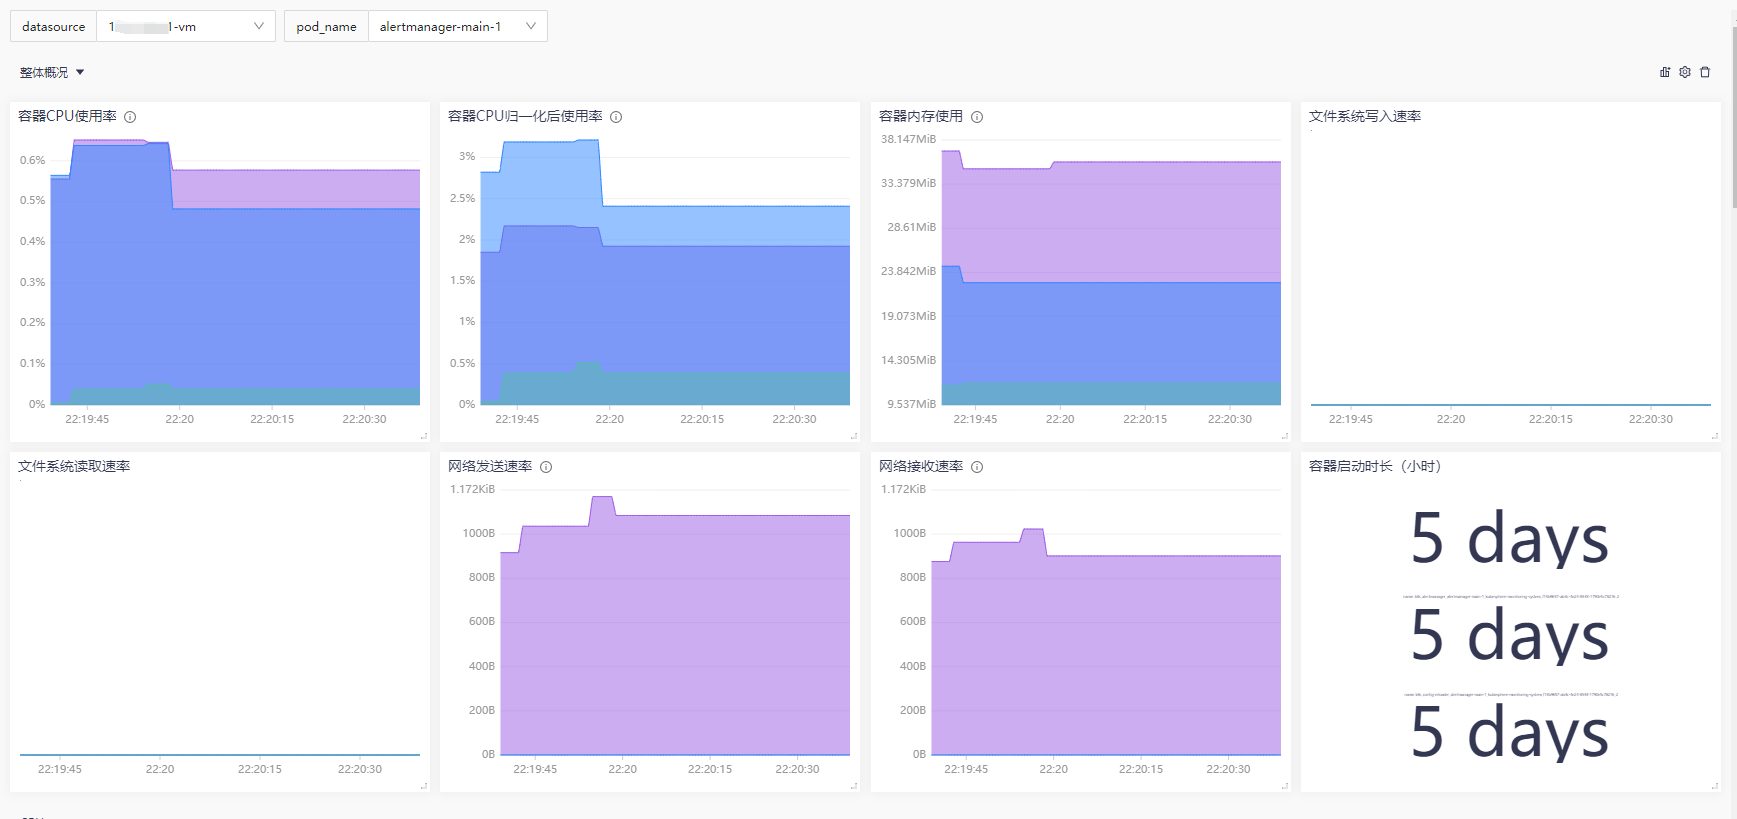 datasource 1 1-vm pod_name alertmanager-main-1
整体概况
容器CPU使用率
0.6%
0.5%
0.4%
0.3%
0.2%
0.1%
0%
22:19:45 22:20 22:20:15 22:20:30
容器CPU归一化后使用率
3%
2.5%
2%
1.5%
1%
0.5%
0%
22:19:45 22:20 22:20:15 22:20:30
容器内存使用
38.147MiB
33.379MiB
28.61MiB
23.842MiB
19.073MiB
14.305MiB
9.537MiB
22:19:45 22:20 22:20:15 22:20:30
文件系统写入速率
22:19:45 22:20 22:20:15 22:20:30
文件系统读取速率
22:19:45 22:20 22:20:15 22:20:30
网络发送速率
1.172KiB
1000B
800B
600B
400B
200B
0B
22:19:45 22:20 22:20:15 22:20:30
网络接收速率
1.172KiB
1000B
800B
600B
400B
200B
0B
22:19:45 22:20 22:20:15 22:20:30
容器启动时长（小时）
5 days
5 days
5 days